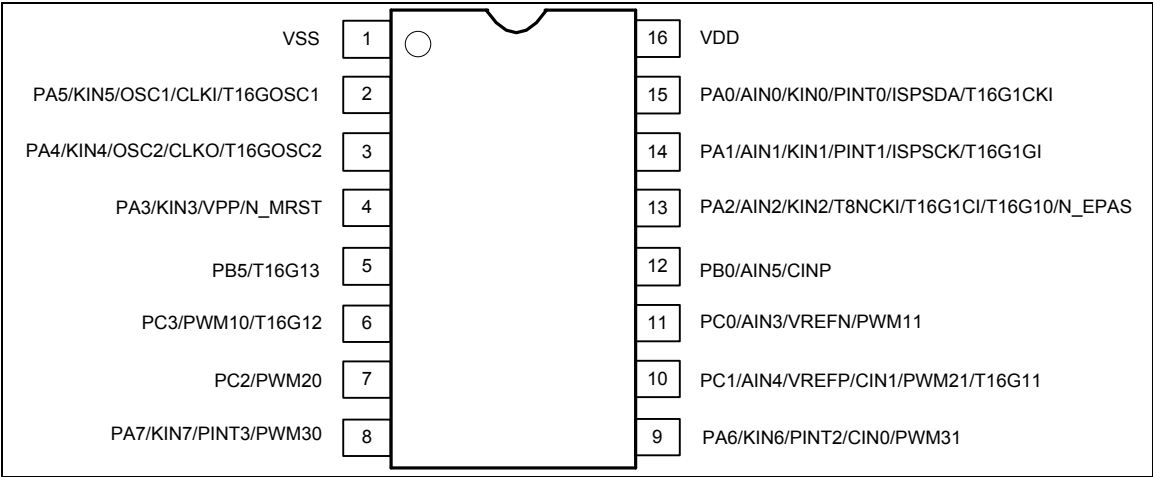 VSS 1 16 VDD
PA5/KIN5/OSC1/CLKI/T16GOSC1 2 15 PA0/AIN0/KIN0/PINT0/ISPSDA/T16G1CKI
PA4/KIN4/OSC2/CLKO/T16GOSC2 3 14 PA1/AIN1/KIN1/PINT1/ISPSCK/T16G1GI
PA3/KIN3/VPP/N_MRST 4 13 PA2/AIN2/KIN2/T8NCKI/T16G1CI/T16G10/N_EPAS
PB5/T16G13 5 12 PB0/AIN5/CINP
PC3/PWM10/T16G12 6 11 PC0/AIN3/VREFN/PWM11
PC2/PWM20 7 10 PC1/AIN4/VREFP/CIN1/PWM21/T16G11
PA7/KIN7/PINT3/PWM30 8 9 PA6/KIN6/PINT2/CIN0/PWM31